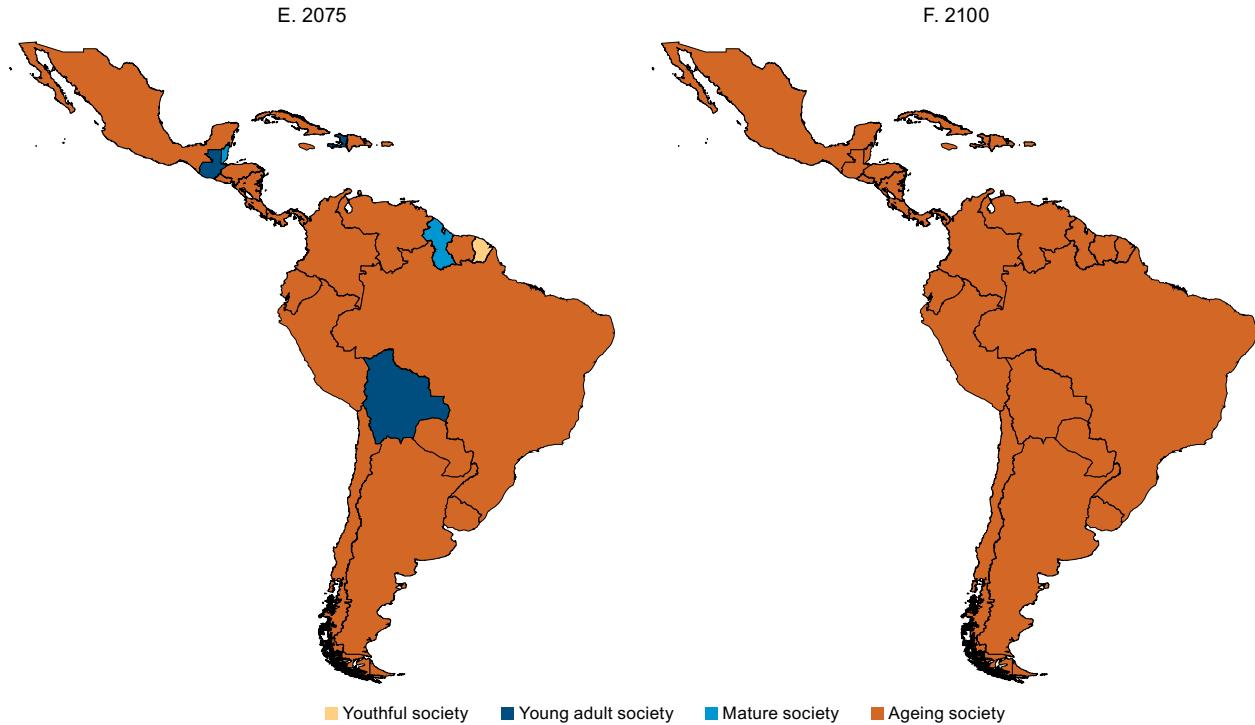 E. 2075
F. 2100
Youthful society
Young adult society
Mature society
Ageing society